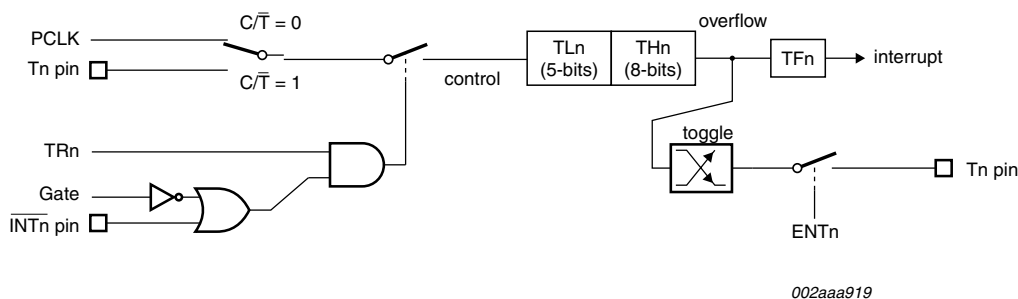 C/T̅ = 0
overflow
PCLK
Tn pin
TLn
(5-bits)
THn
(8-bits)
TFn
interrupt
C/T̅ = 1
control
toggle
TRn
Tn pin
Gate
I̅N̅T̅n̅ pin
ENTn
002aaa919